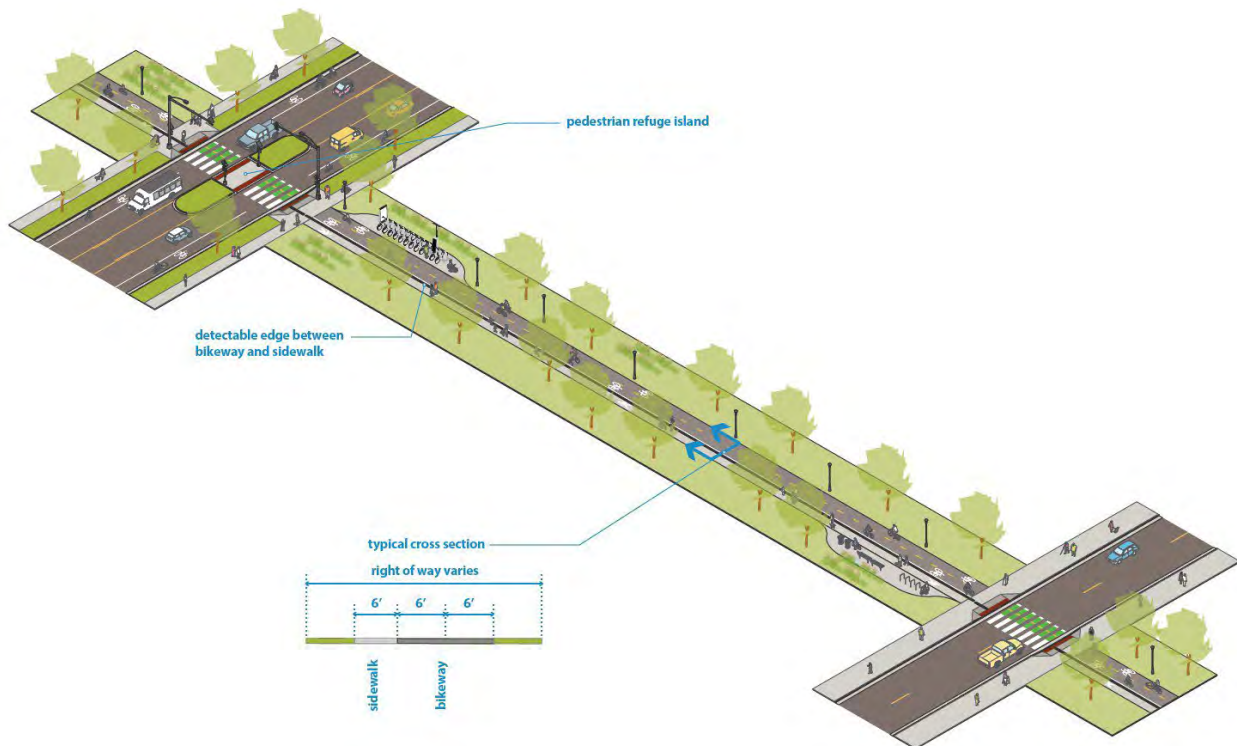 pedestrian refuge island
detectable edge between
bikeway and sidewalk
typical cross section
right of way varies
6’ 6’ 6’
sidewalk
bikeway